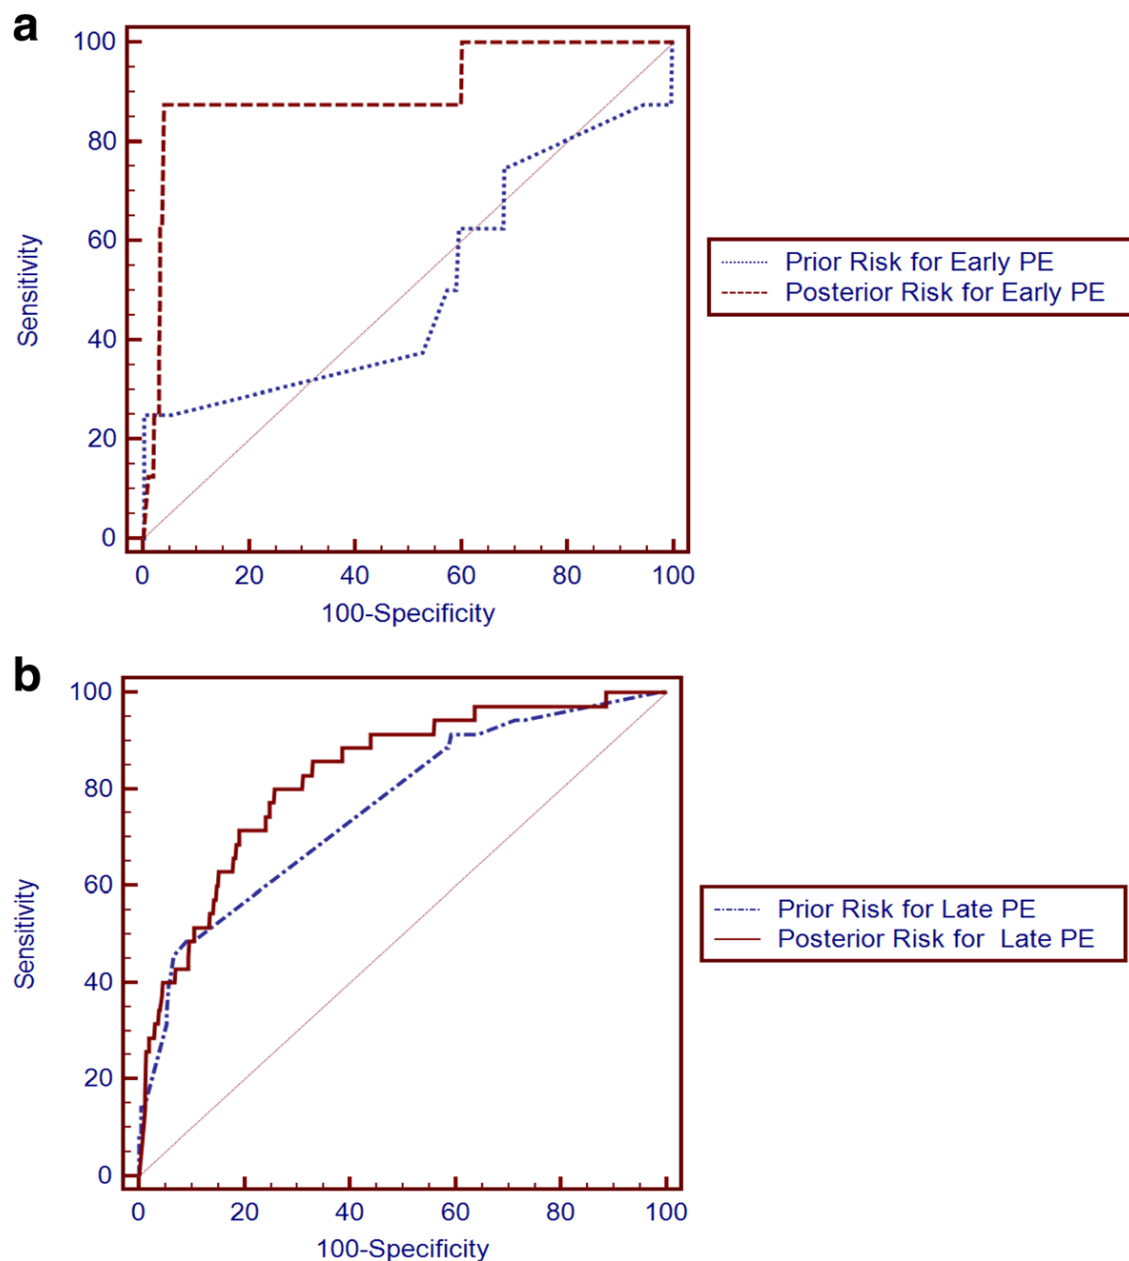 a
100
80
60
40
20
0
Sensitivity
0 20 40 60 80 100
100-Specificity
Prior Risk for Early PE
Posterior Risk for Early PE
b
100
80
60
40
20
0
Sensitivity
0 20 40 60 80 100
100-Specificity
Prior Risk for Late PE
Posterior Risk for Late PE